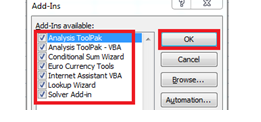 Add-Ins
Add-Ins available:
Analysis ToolPak
Analysis ToolPak - VBA
Conditional Sum Wizard
Euro Currency Tools
Internet Assistant VBA
Lookup Wizard
Solver Add-in
OK
Cancel
Browse...
Automation...